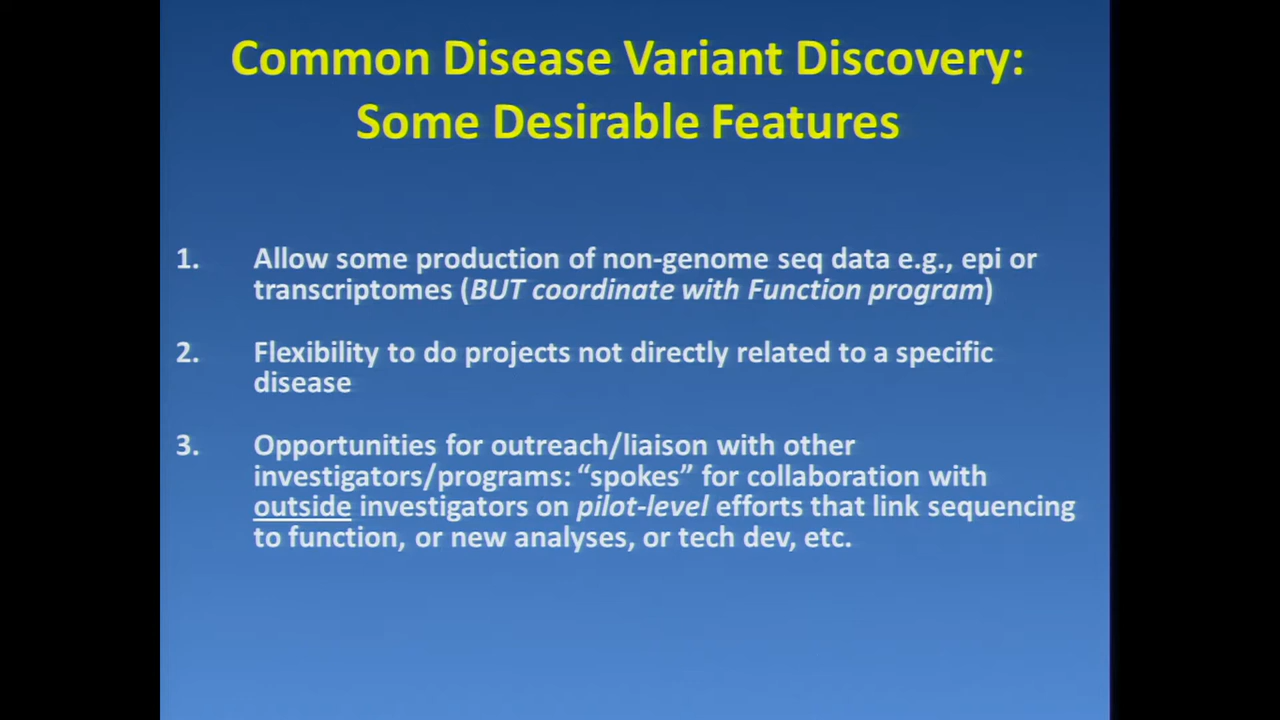 Common Disease Variant Discovery:
Some Desirable Features
1. Allow some production of non-genome seq data e.g., epi or
transcriptomes (BUT coordinate with Function program)
2. Flexibility to do projects not directly related to a specific
disease
3. Opportunities for outreach/liaison with other
investigators/programs: “spokes” for collaboration with
outside investigators on pilot-level efforts that link sequencing
to function, or new analyses, or tech dev, etc.